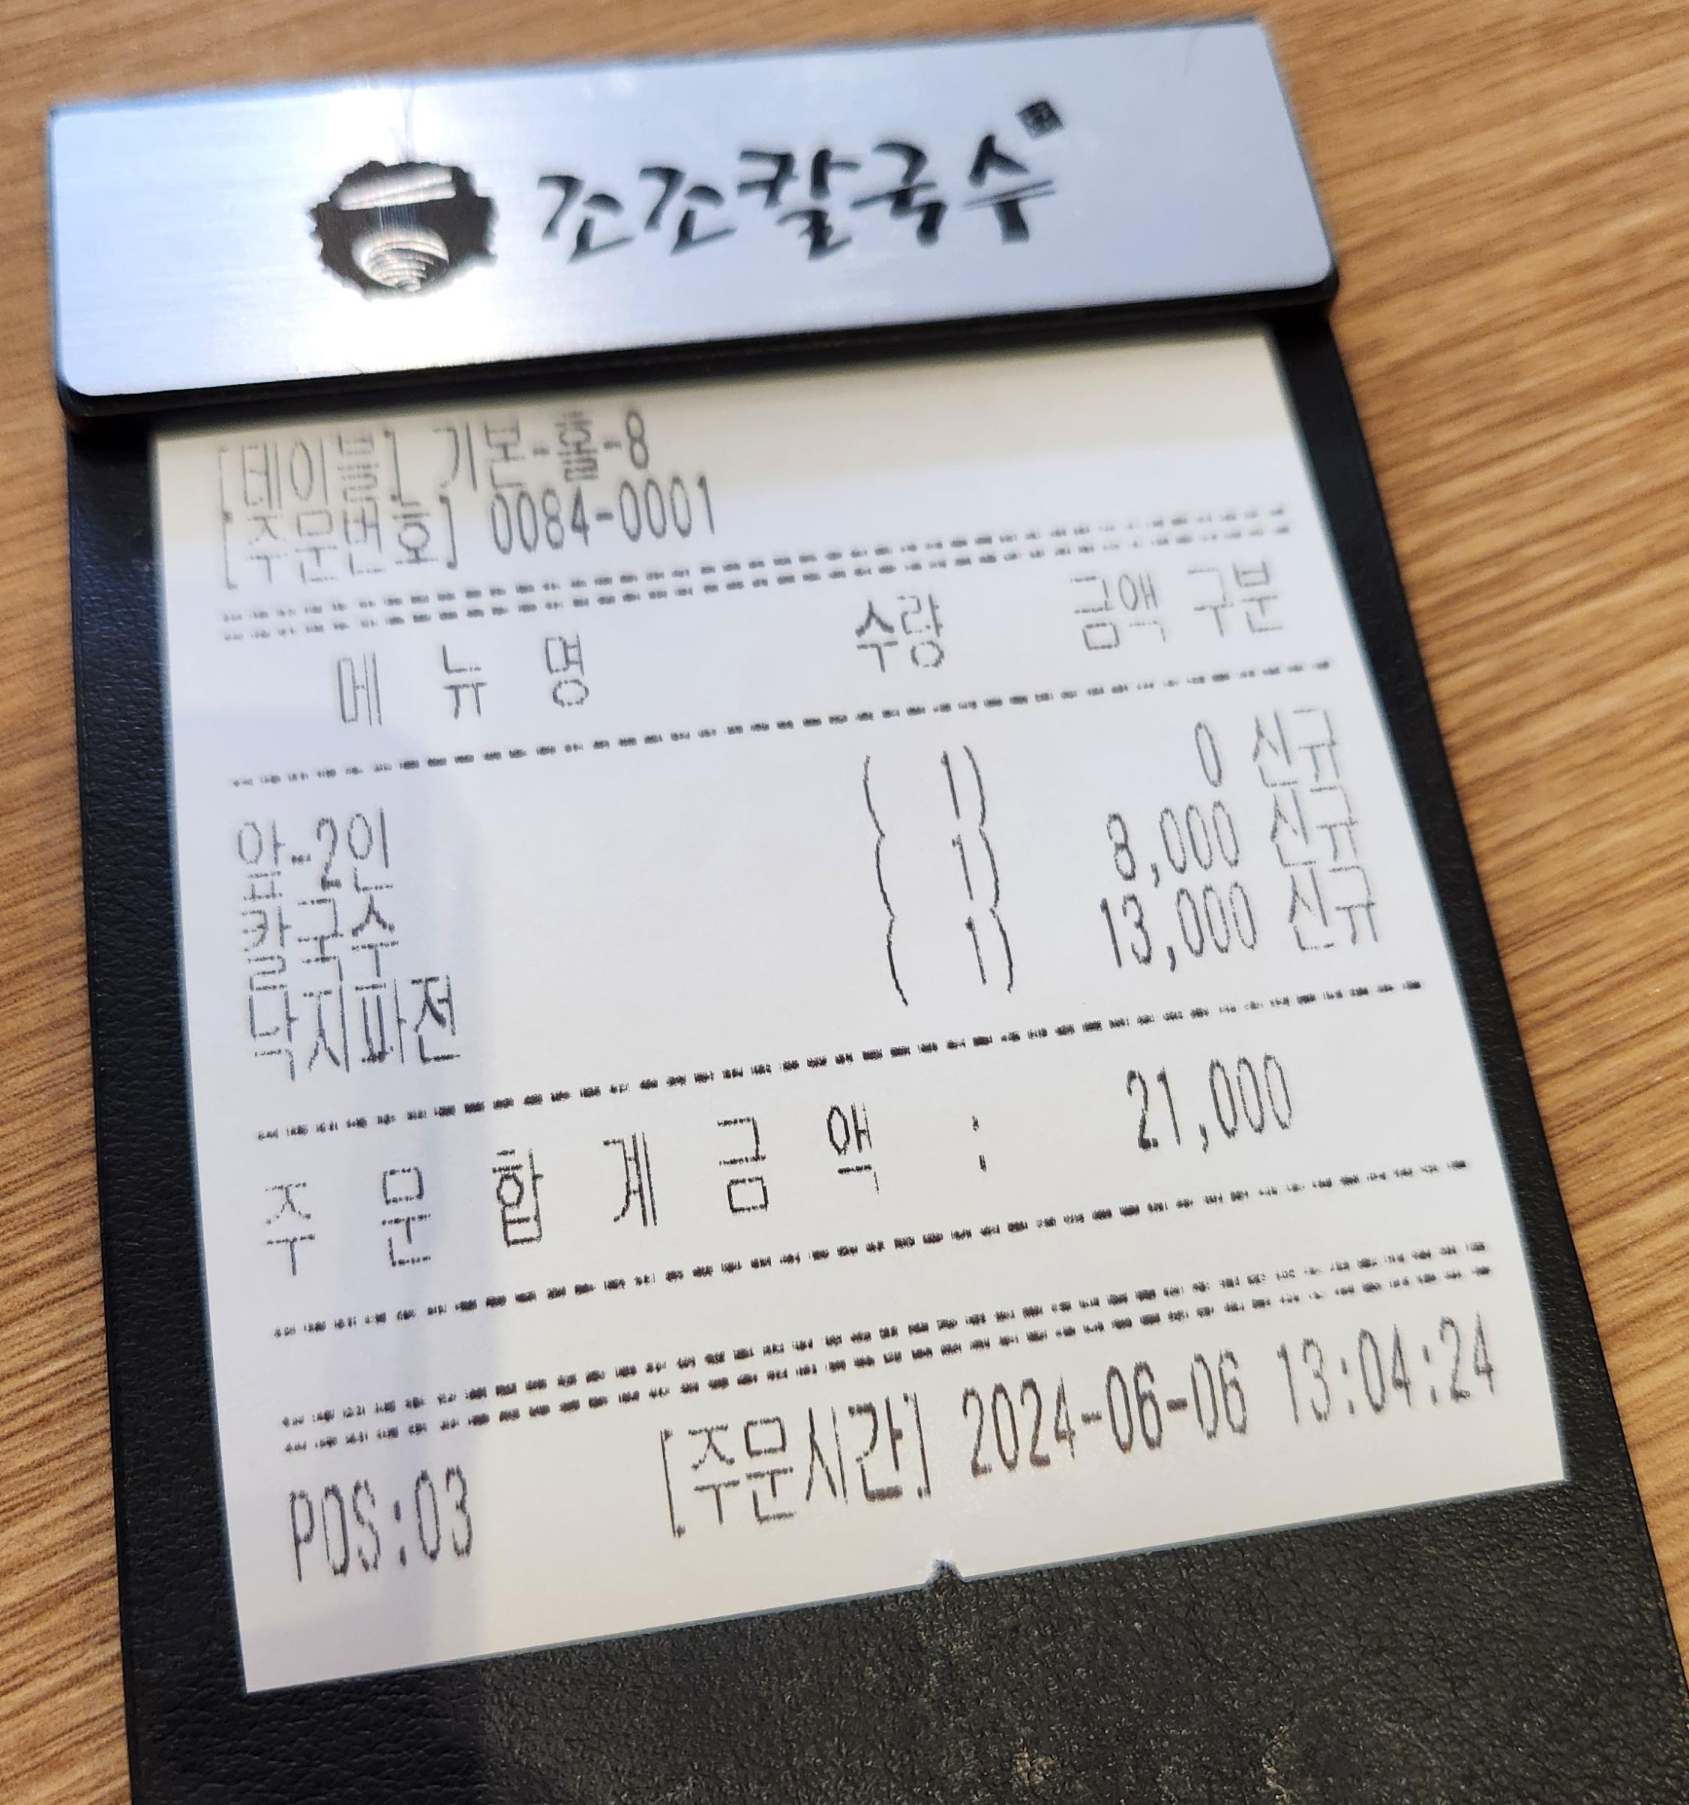 조조칼국수
[테이블] 기본-홀-8
[주문번호] 0084-0001
메 뉴 명 수량 금액 구분
앞-2인 ( 1) 0 신규
칼국수 ( 1) 8,000 신규
낙지파전 ( 1) 13,000 신규
주 문 합 계 금 액 : 21,000
POS:03 [주문시간] 2024-06-06 13:04:24